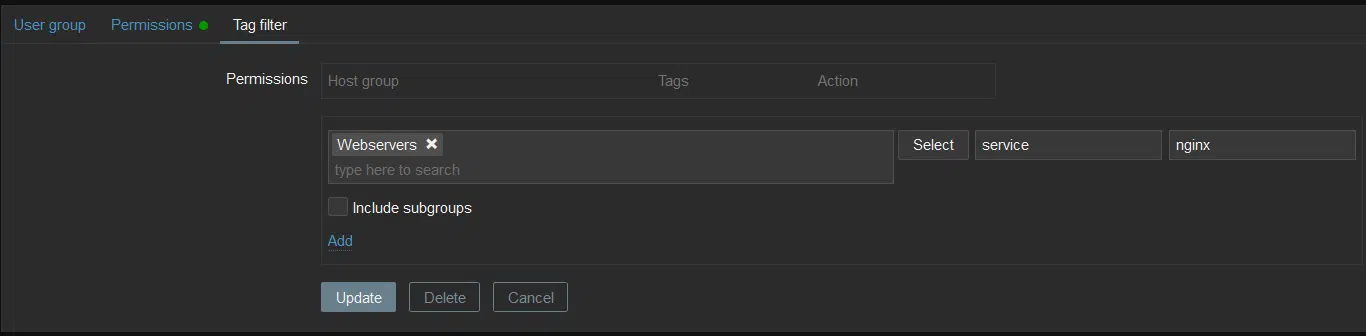 User group Permissions Tag filter
Permissions Host group Tags Action
Webservers Select service nginx
type here to search
Include subgroups
Add
Update Delete Cancel